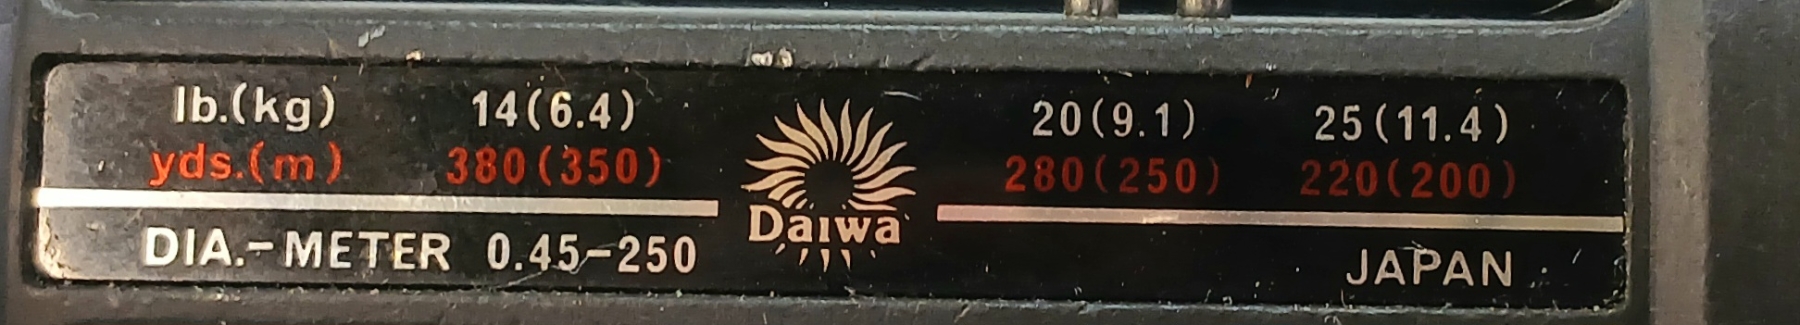 lb.(kg) 14(6.4) 20(9.1) 25(11.4)
yds.(m) 380(350) 280(250) 220(200)
Daiwa
DIA.-METER 0.45-250 JAPAN